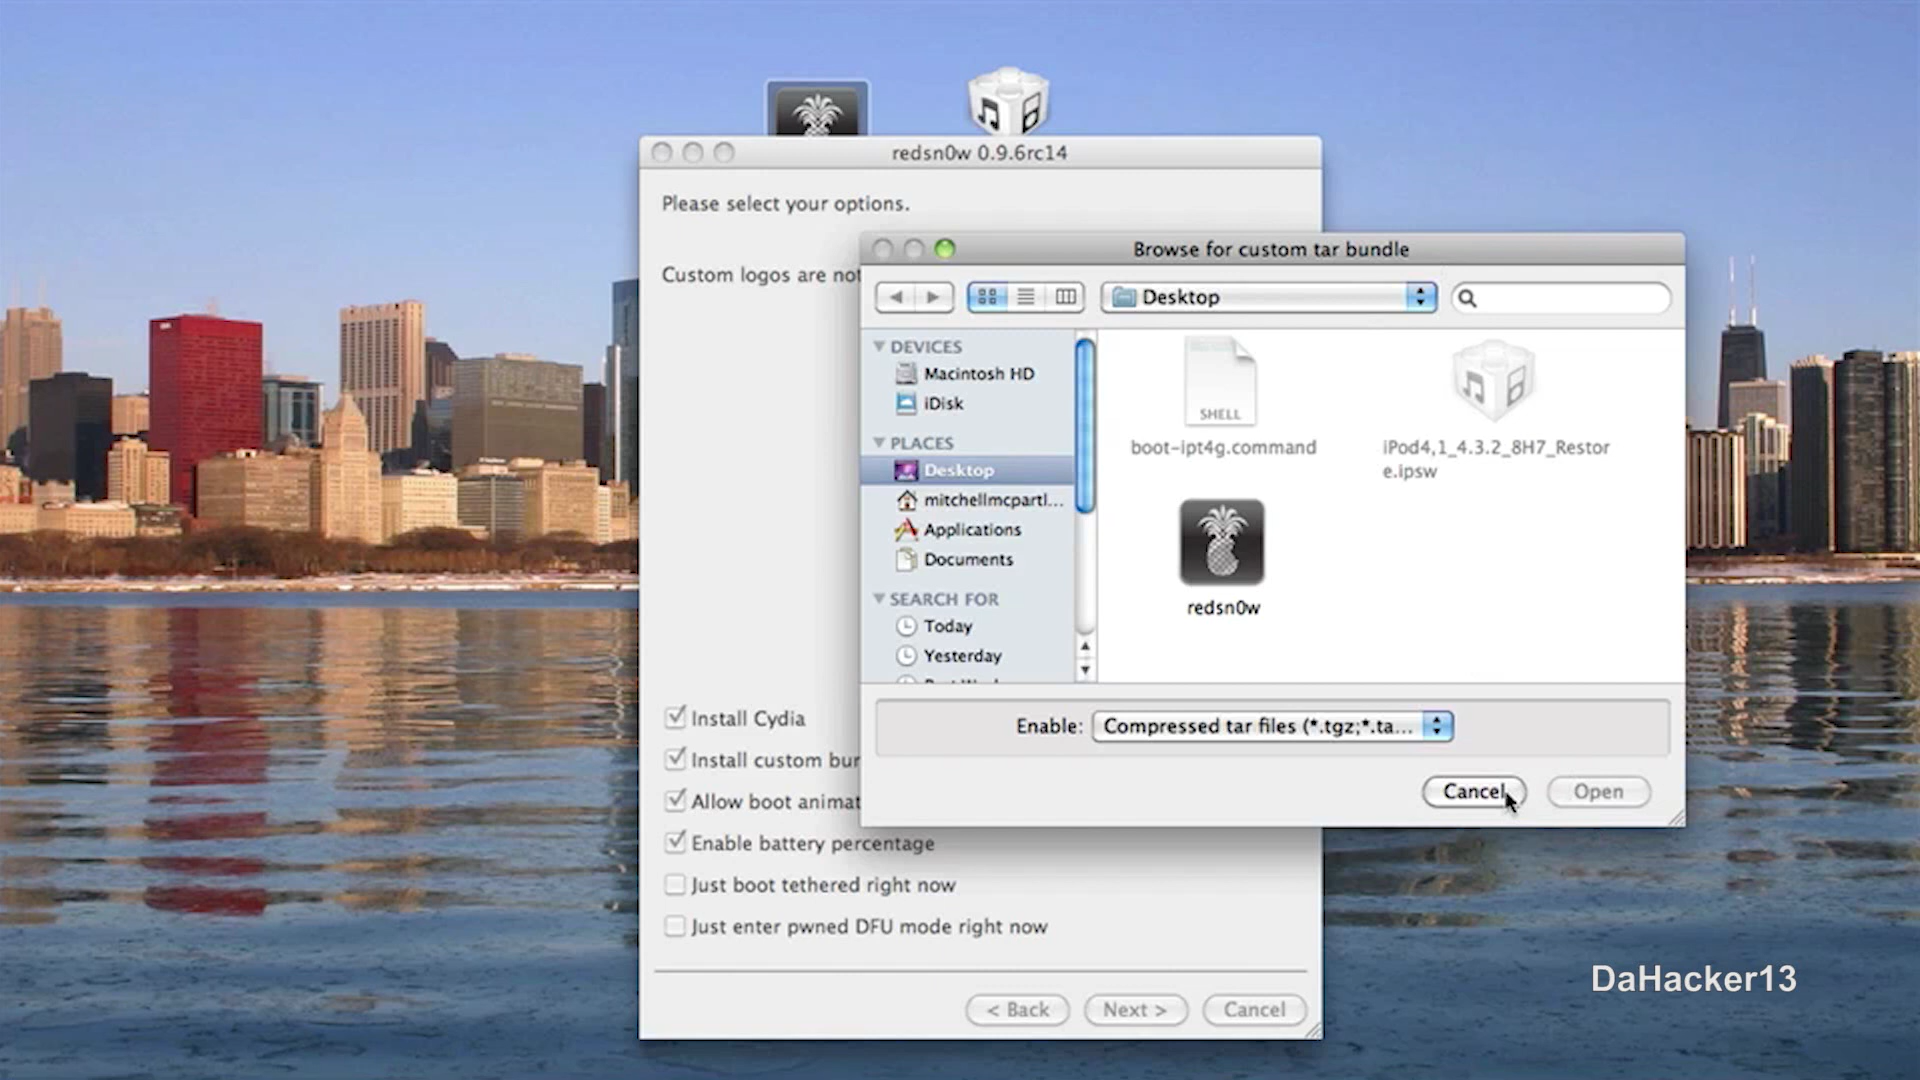 redsn0w 0.9.6rc14
Please select your options.
Custom logos are not
Browse for custom tar bundle
Desktop
DEVICES
Macintosh HD
iDisk
PLACES
Desktop
mitchellmcpartl...
Applications
Documents
SEARCH FOR
Today
Yesterday
SHELL
boot-ipt4g.command
iPod4,1_4.3.2_8H7_Restor
e.ipsw
redsn0w
Enable: Compressed tar files (*.tgz;*.ta...
Cancel Open
Install Cydia
Install custom bun
Allow boot animat
Enable battery percentage
Just boot tethered right now
Just enter pwned DFU mode right now
< Back Next > Cancel
DaHacker13